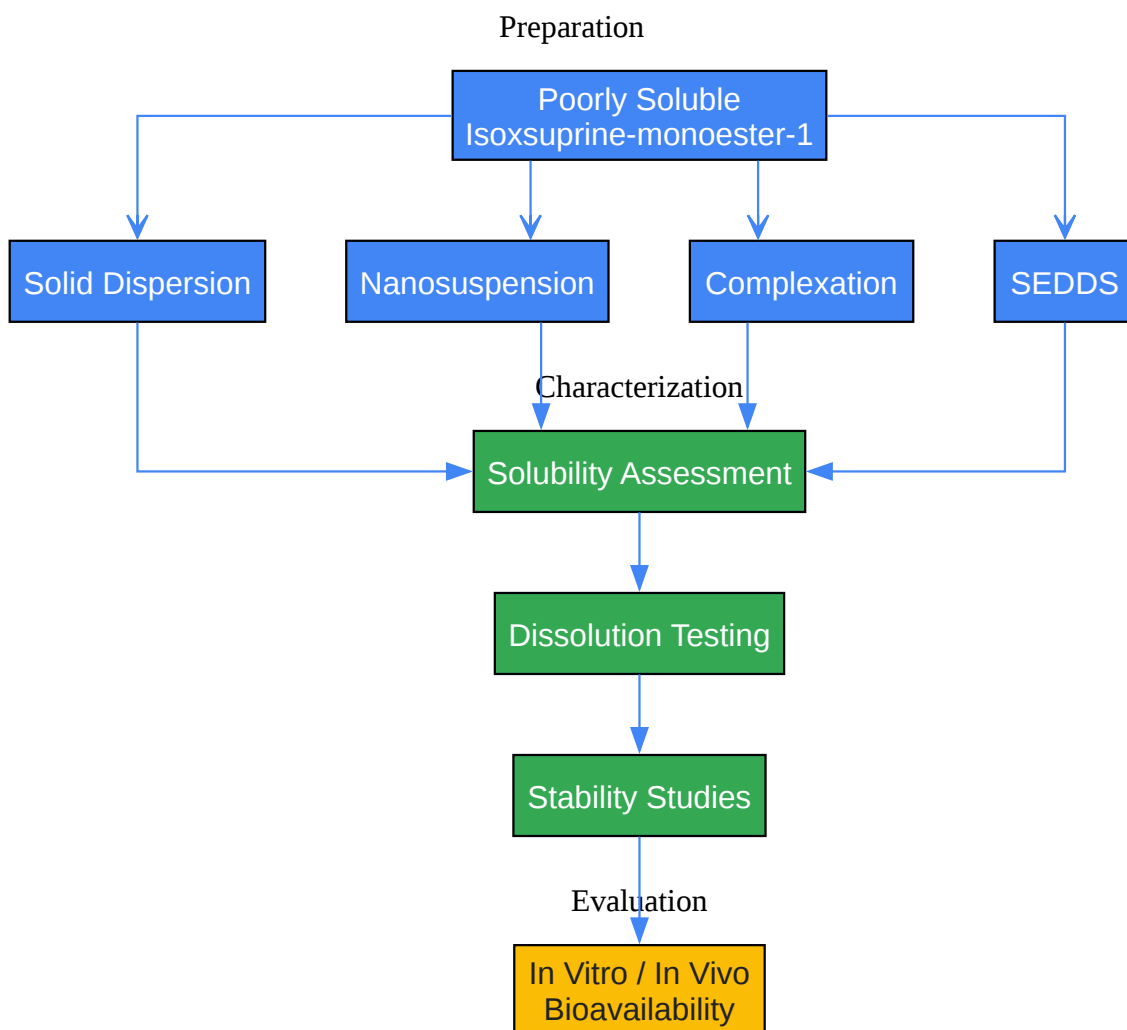 Preparation
Poorly Soluble
Isoxsuprine-monoester-1
Solid Dispersion
Nanosuspension
Complexation
SEDDS
Characterization
Solubility Assessment
Dissolution Testing
Stability Studies
Evaluation
In Vitro / In Vivo
Bioavailability